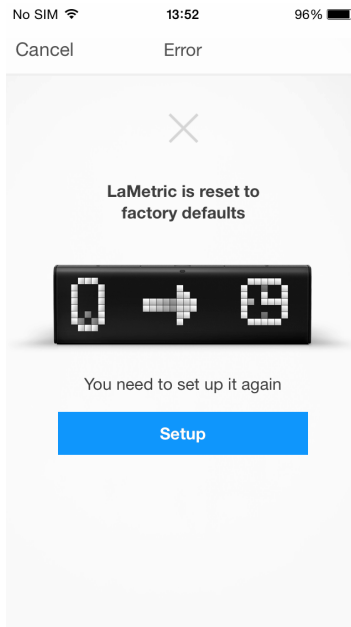 No SIM 13:52 96%
Cancel Error
LaMetric is reset to
factory defaults
You need to set up it again
Setup